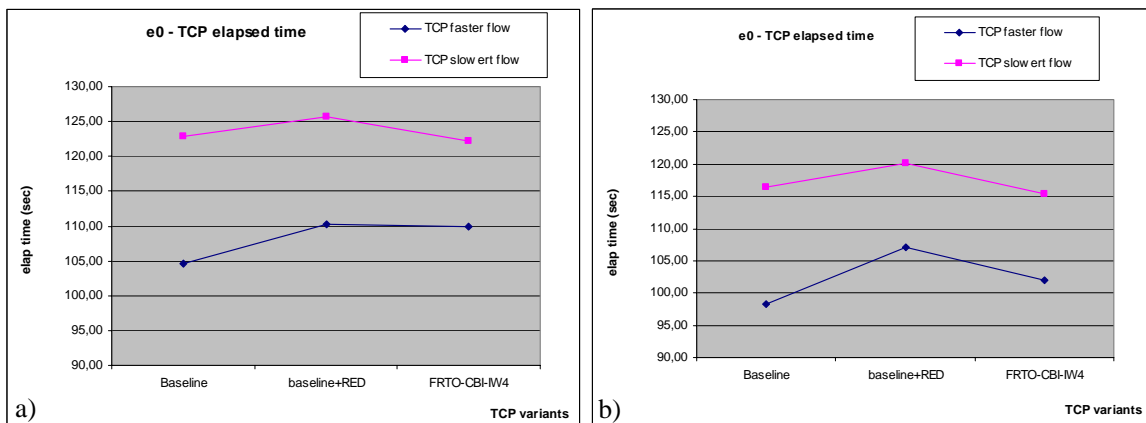 e0 - TCP elapsed time
TCP faster flow
TCP slow ert flow
130,00
125,00
120,00
115,00
110,00
105,00
100,00
95,00
90,00
elap time (sec)
Baseline
baseline+RED
FRTO-CBI-IW4
TCP variants
a)
e0 - TCP elapsed time
TCP faster flow
TCP slow ert flow
130,00
125,00
120,00
115,00
110,00
105,00
100,00
95,00
90,00
elap time (sec)
Baseline
baseline+RED
FRTO-CBI-IW4
TCP variants
b)